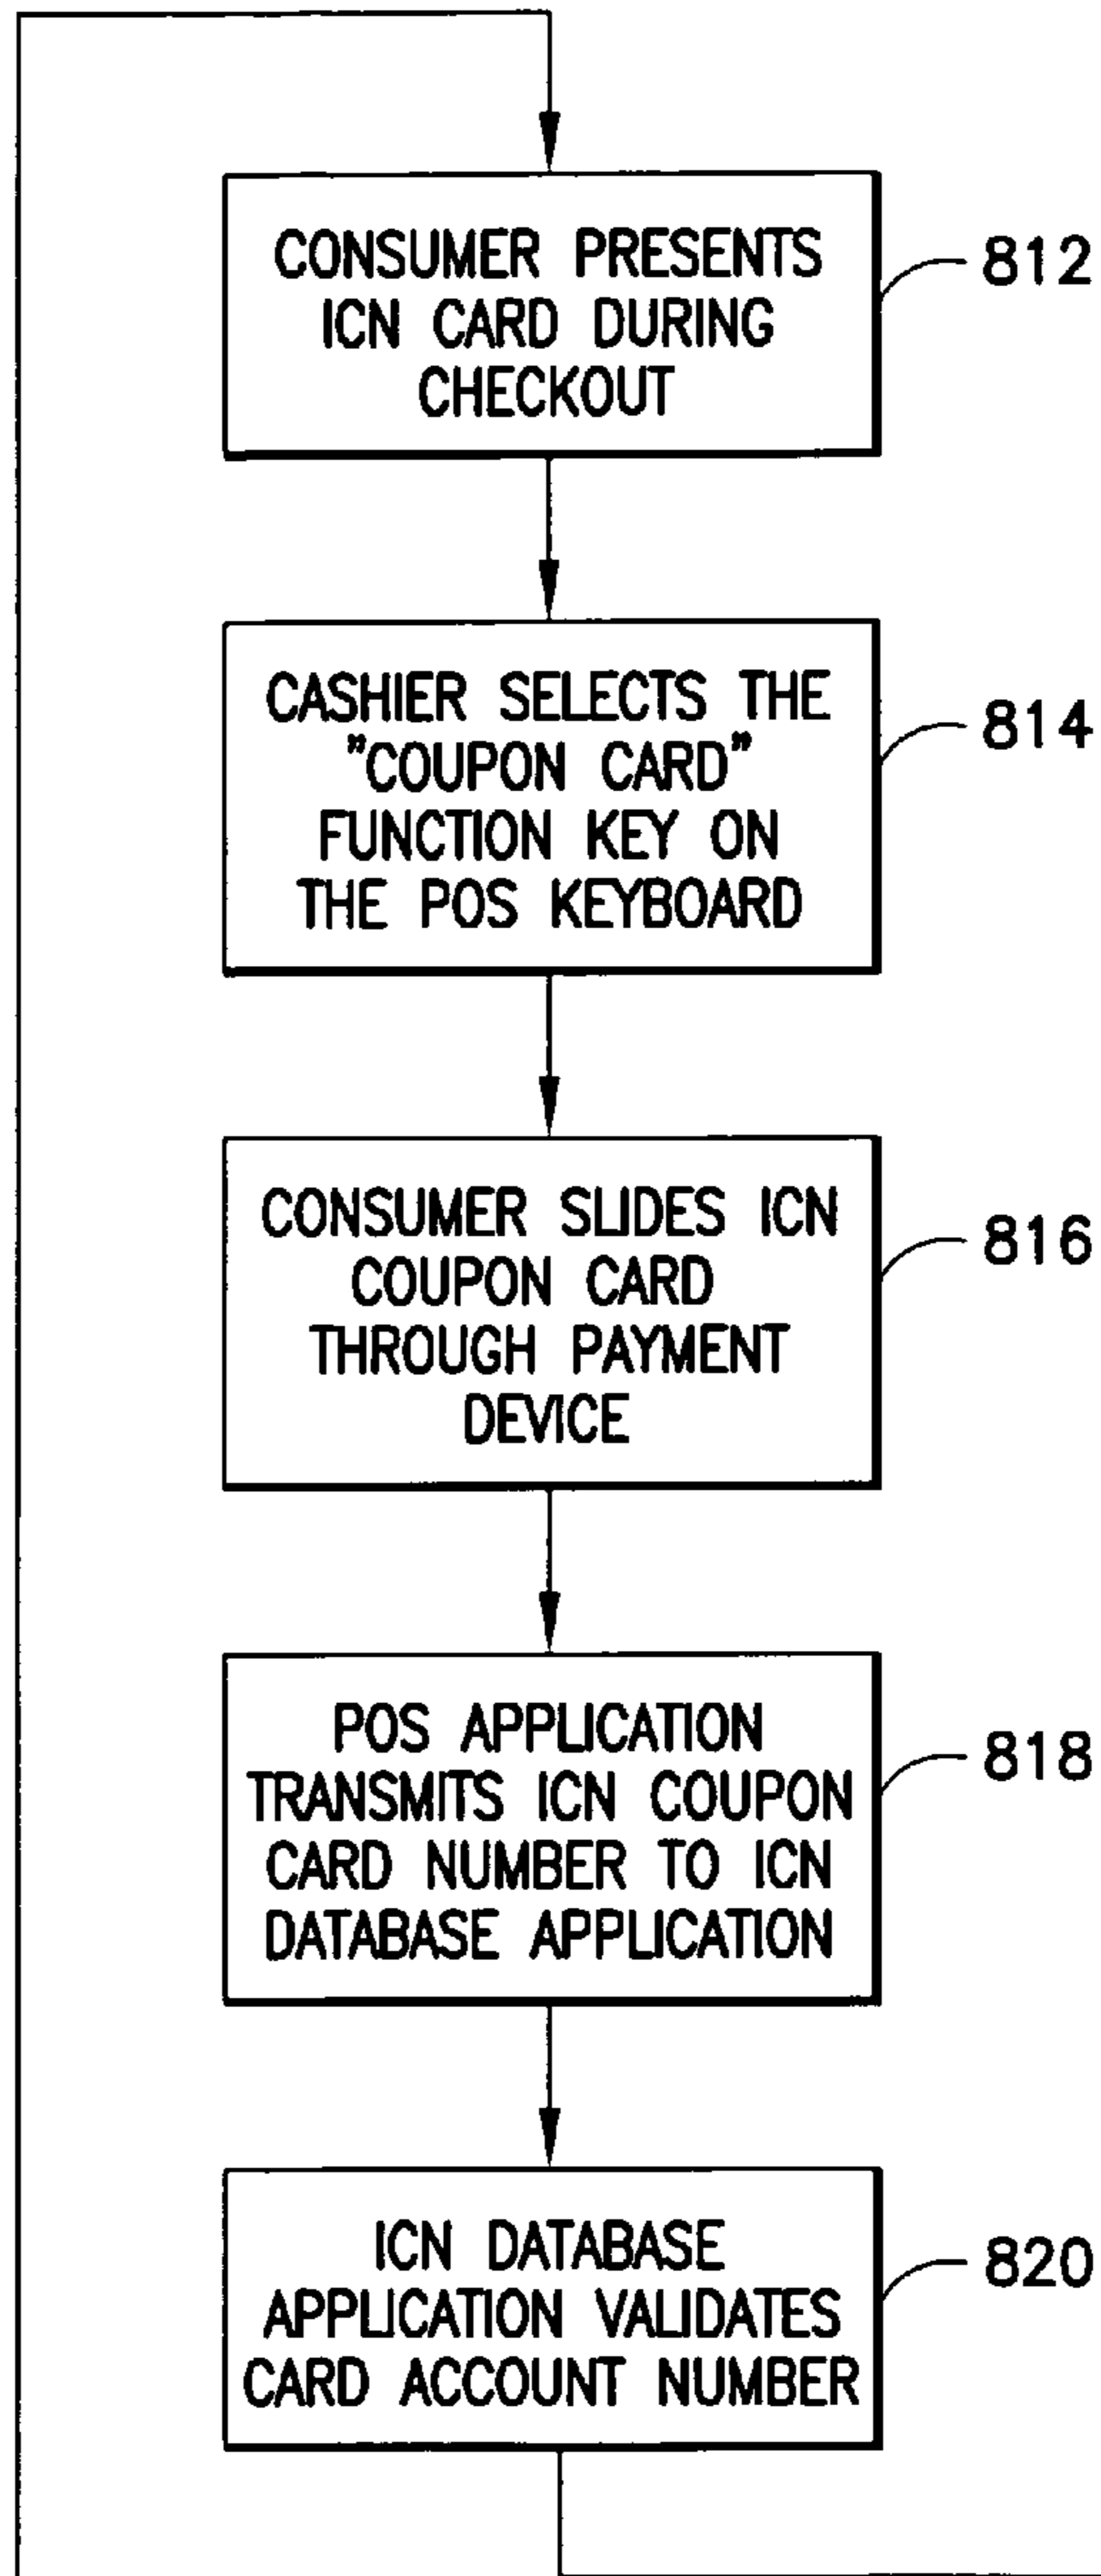 CONSUMER PRESENTS
ICN CARD DURING
CHECKOUT
812
CASHIER SELECTS THE
"COUPON CARD"
FUNCTION KEY ON
THE POS KEYBOARD
814
CONSUMER SLIDES ICN
COUPON CARD
THROUGH PAYMENT
DEVICE
816
POS APPLICATION
TRANSMITS ICN COUPON
CARD NUMBER TO ICN
DATABASE APPLICATION
818
ICN DATABASE
APPLICATION VALIDATES
CARD ACCOUNT NUMBER
820